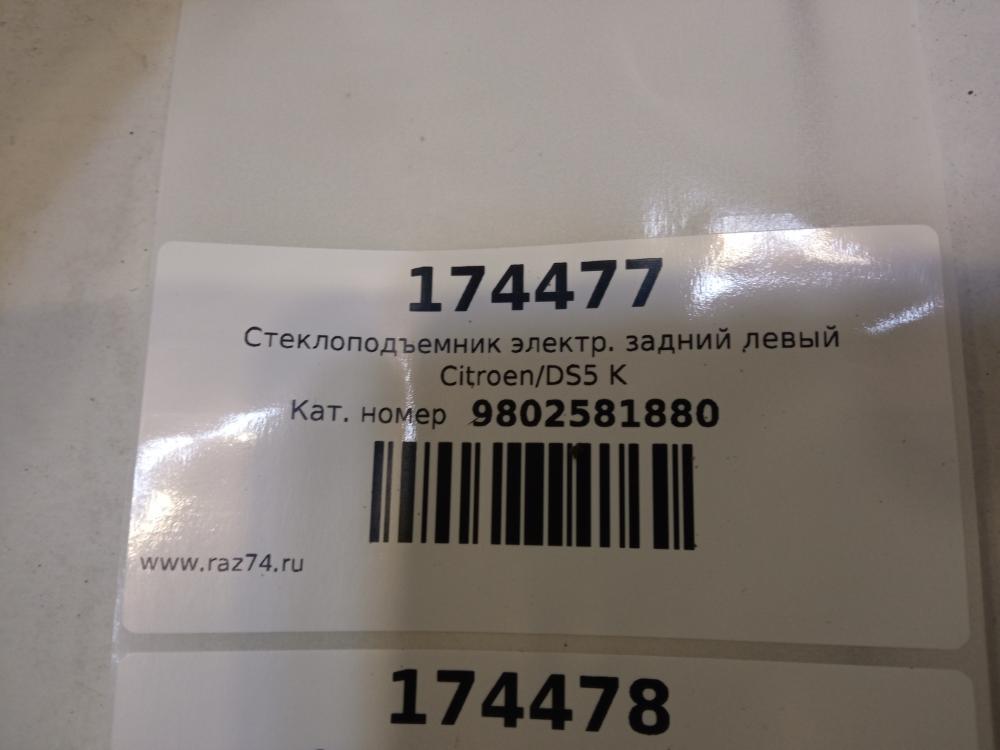 174477
Стеклоподъемник электр. задний левый
Citroen/DS5 K
Кат. номер 9802581880
www.raz74.ru
174478